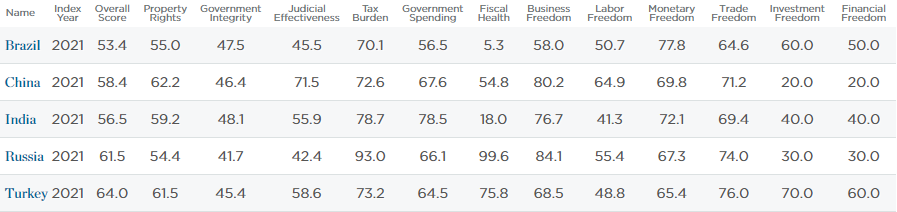 Name Index Year Overall Score Property Rights Government Integrity Judicial Effectiveness Tax Burden Government Spending Fiscal Health Business Freedom Labor Freedom Monetary Freedom Trade Freedom Investment Freedom Financial Freedom
Brazil 2021 53.4 55.0 47.5 45.5 70.1 56.5 5.3 58.0 50.7 77.8 64.6 60.0 50.0
China 2021 58.4 62.2 46.4 71.5 72.6 67.6 54.8 80.2 64.9 69.8 71.2 20.0 20.0
India 2021 56.5 59.2 48.1 55.9 78.7 78.5 18.0 76.7 41.3 72.1 69.4 40.0 40.0
Russia 2021 61.5 54.4 41.7 42.4 93.0 66.1 99.6 84.1 55.4 67.3 74.0 30.0 30.0
Turkey 2021 64.0 61.5 45.4 58.6 73.2 64.5 75.8 68.5 48.8 65.4 76.0 70.0 60.0